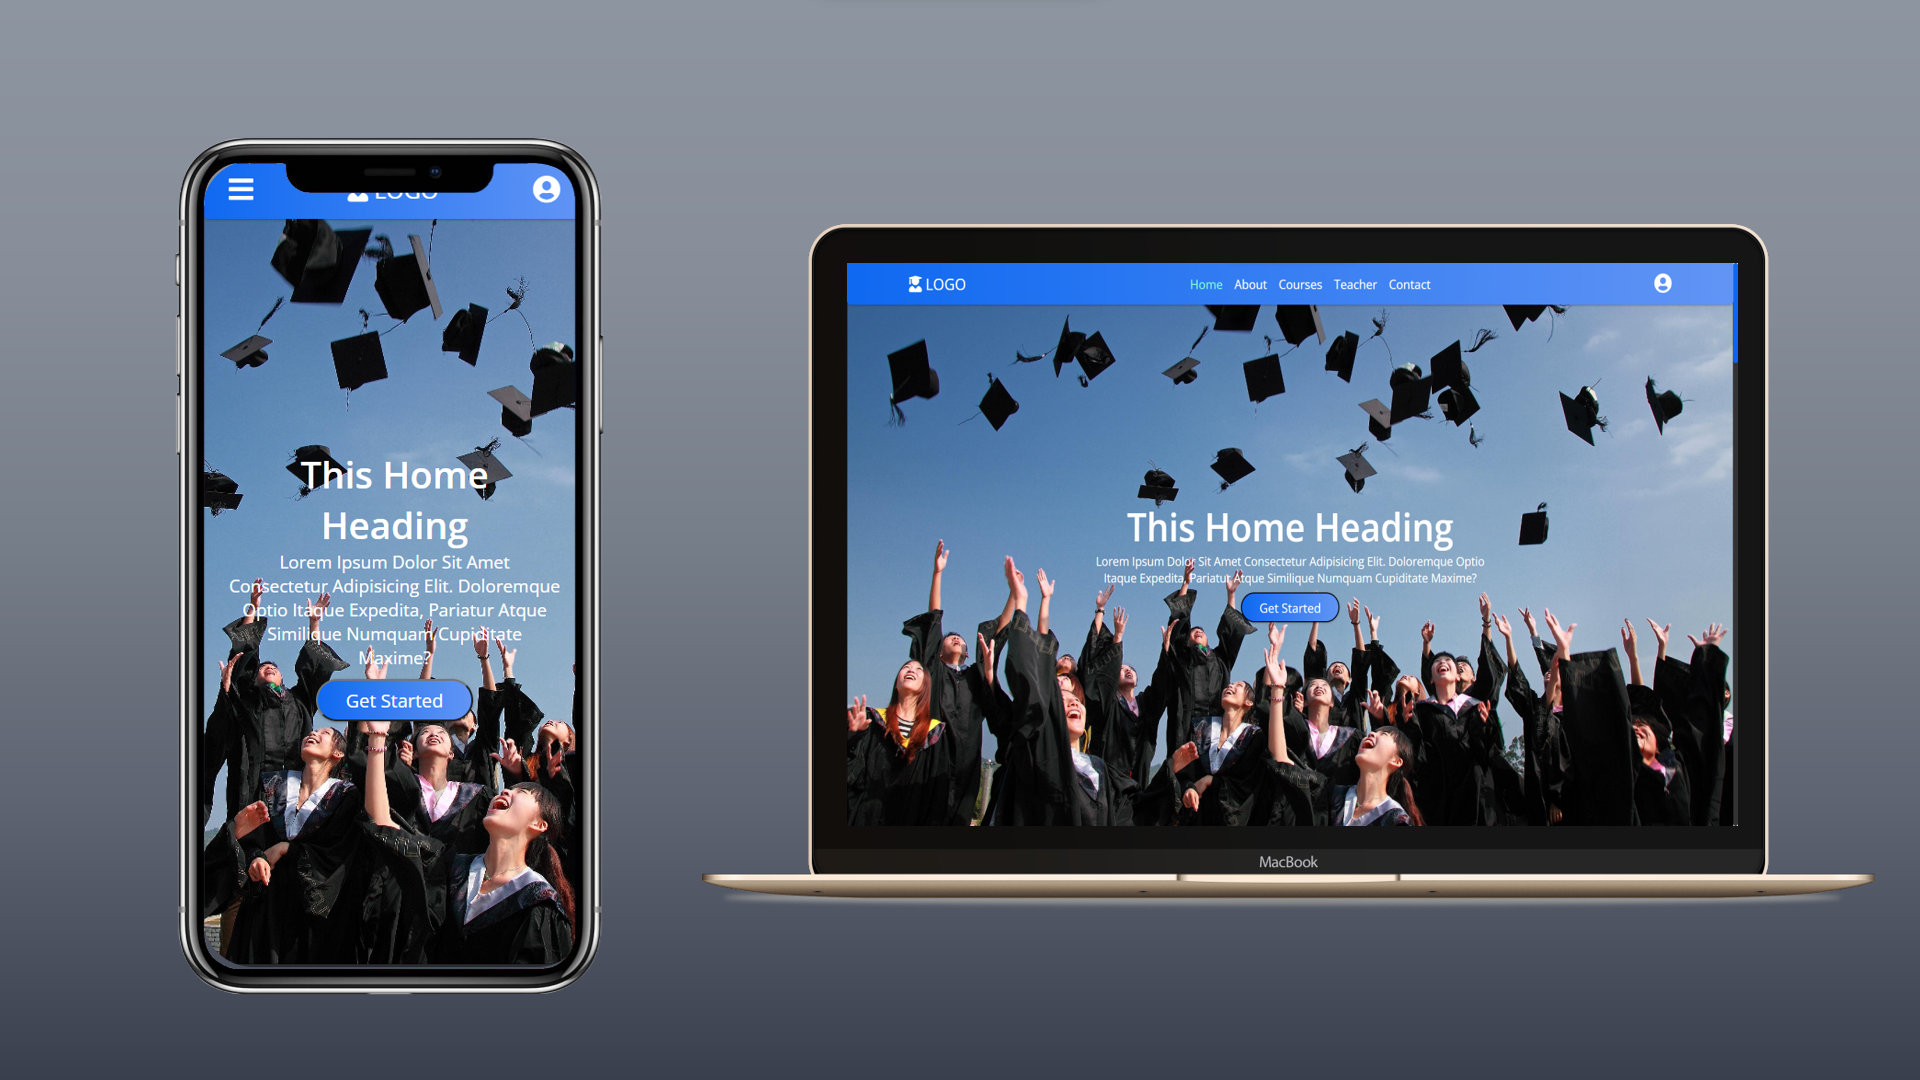 LOGO
This Home
Heading
Lorem Ipsum Dolor Sit Amet
Consectetur Adipisicing Elit. Doloremque
Optio Itaque Expedita, Pariatur Atque
Similique Numquam Cupiditate
Maxime?
Get Started
LOGO
Home About Courses Teacher Contact
This Home Heading
Lorem Ipsum Dolor Sit Amet Consectetur Adipisicing Elit. Doloremque Optio
Itaque Expedita, Pariatur Atque Similique Numquam Cupiditate Maxime?
Get Started
MacBook